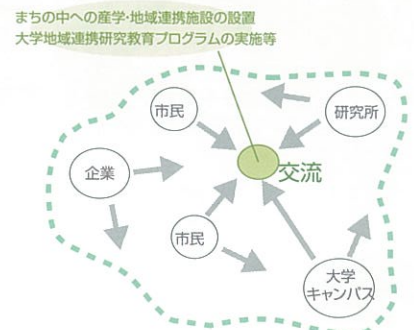 まちの中への産学・地域連携施設の設置
大学地域連携研究教育プログラムの実施等
市民
研究所
企業
交流
市民
大学
キャンパス